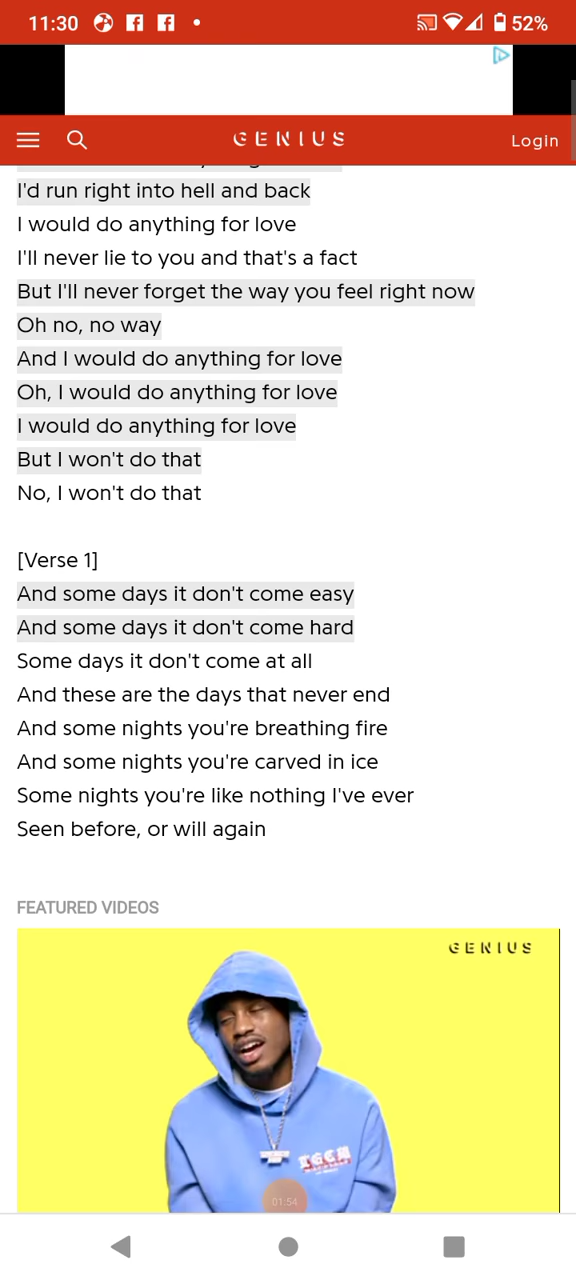 11:30
52%
GENIUS
Login
I'd run right into hell and back
I would do anything for love
I'll never lie to you and that's a fact
But I'll never forget the way you feel right now
Oh no, no way
And I would do anything for love
Oh, I would do anything for love
I would do anything for love
But I won't do that
No, I won't do that
[Verse 1]
And some days it don't come easy
And some days it don't come hard
Some days it don't come at all
And these are the days that never end
And some nights you're breathing fire
And some nights you're carved in ice
Some nights you're like nothing I've ever
Seen before, or will again
FEATURED VIDEOS
GENIUS
01:54